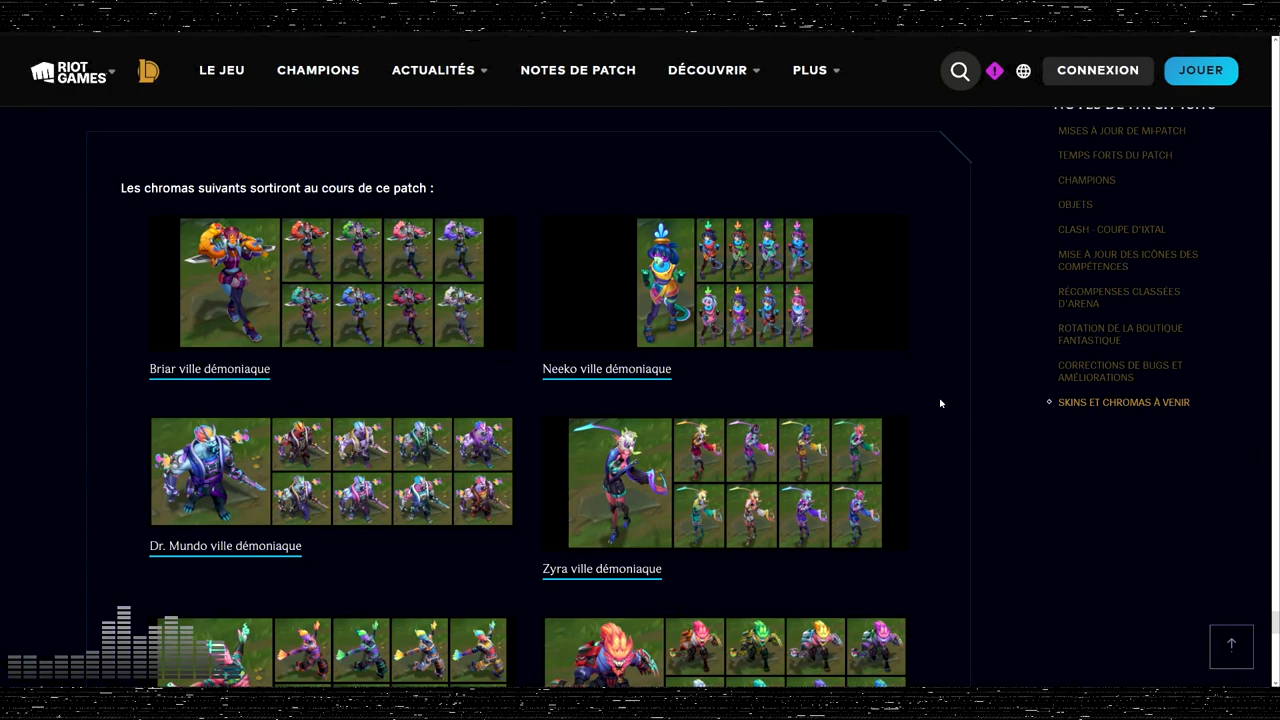 RIOT GAMES
LE JEU
CHAMPIONS
ACTUALITÉS
NOTES DE PATCH
DÉCOUVRIR
PLUS
CONNEXION
JOUER
Les chromas suivants sortiront au cours de ce patch :
Briar ville démoniaque
Neeko ville démoniaque
Dr. Mundo ville démoniaque
Zyra ville démoniaque
MISES À JOUR DE MI-PATCH
TEMPS FORTS DU PATCH
CHAMPIONS
OBJETS
CLASH - COUPE D'IXTAL
MISE À JOUR DES ICÔNES DES
COMPÉTENCES
RÉCOMPENSES CLASSÉES
D'ARENA
ROTATION DE LA BOUTIQUE
FANTASTIQUE
CORRECTIONS DE BUGS ET
AMÉLIORATIONS
SKINS ET CHROMAS À VENIR